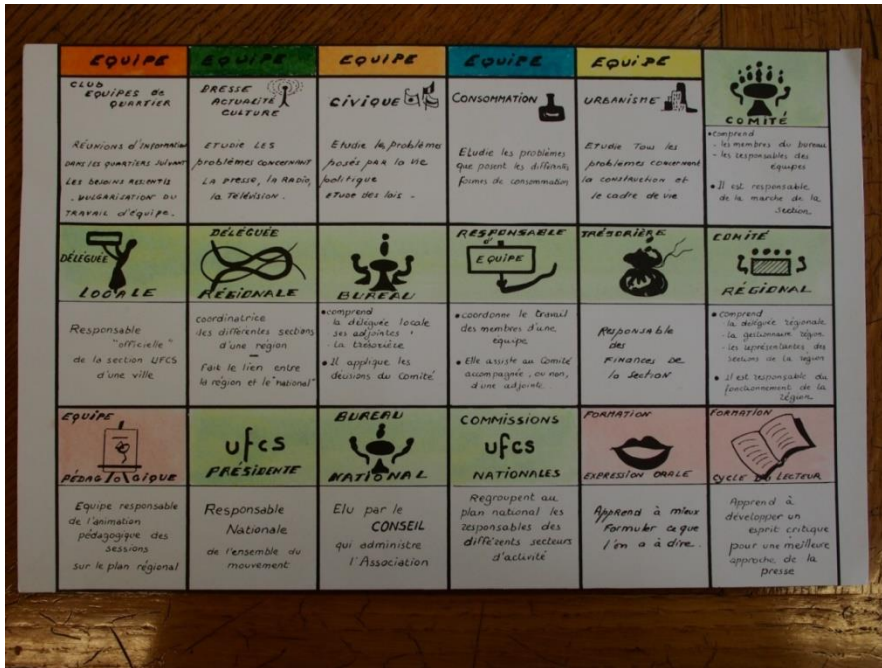 EQUIPE
CLUB
EQUIPES de
QUARTIER
RÉUNIONS d'INFORMATION
DANS LES QUARTIERS SUIVANT
LES BESOINS RESSENTIS
. VULGARISATION DU
TRAVAIL d'équipe.
EQUIPE
PRESSE
ACTUALITÉ
CULTURE
ETUDIE LES
problèmes concernant
LA presse, la RADIO,
la Télévision.
EQUIPE
CIVIQUE
Etudie les problèmes
posés par la vie
politique
étude des lois.
EQUIPE
CONSOMMATION
Etudie les problèmes
que posent les différents
formes de consommation
EQUIPE
URBANISME
ETUDIE Tous les
problèmes concernant
la construction et
le cadre de vie
COMITÉ
• comprend
- les membres du bureau
- les responsables des
équipes
• Il est responsable
de la marche de la
section.
DÉLÉGUÉE
LOCALE
Responsable
"officielle"
de la section UFCS
d'une ville
DÉLÉGUÉE
RÉGIONALE
coordinatrice
des différentes sections
d'une région
—
Fait le lien entre
la région et le "national"
BUREAU
• comprend
la déléguée locale
ses adjointes
la trésorière
• Il applique les
décisions du Comité
RESPONSABLE
d'
EQUIPE
• coordonne le travail
des membres d'une
équipe
• Elle assiste au Comité
accompagnée, ou non,
d'une adjointe.
TRÉSORIÈRE
RESPONSABLE
des
FINANCES DE
la Section
COMITÉ
RÉGIONAL
• comprend
- la déléguée régionale
- la gestionnaire région.
- les représentantes des
sections de la région
• Il est responsable du
fonctionnement de la
région.
EQUIPE
PÉDAGOGIQUE
Equipe responsable
de l'animation
pédagogique des
sessions
sur le plan régional
ufcs
PRÉSIDENTE
Responsable
Nationale
de l'ensemble du
mouvement
BUREAU
NATIONAL
Elu par le
CONSEIL
qui administre
l'Association
COMMISSIONS
ufcs
NATIONALES
Regroupent au
plan national les
responsables des
différents secteurs
d'activité
FORMATION
EXPRESSION ORALE
Apprend à mieux
Formuler ce que
l'on a à dire.
FORMATION
CYCLE DU LECTEUR
Apprend à
développer un
esprit critique
pour une meilleure
approche, de la
presse